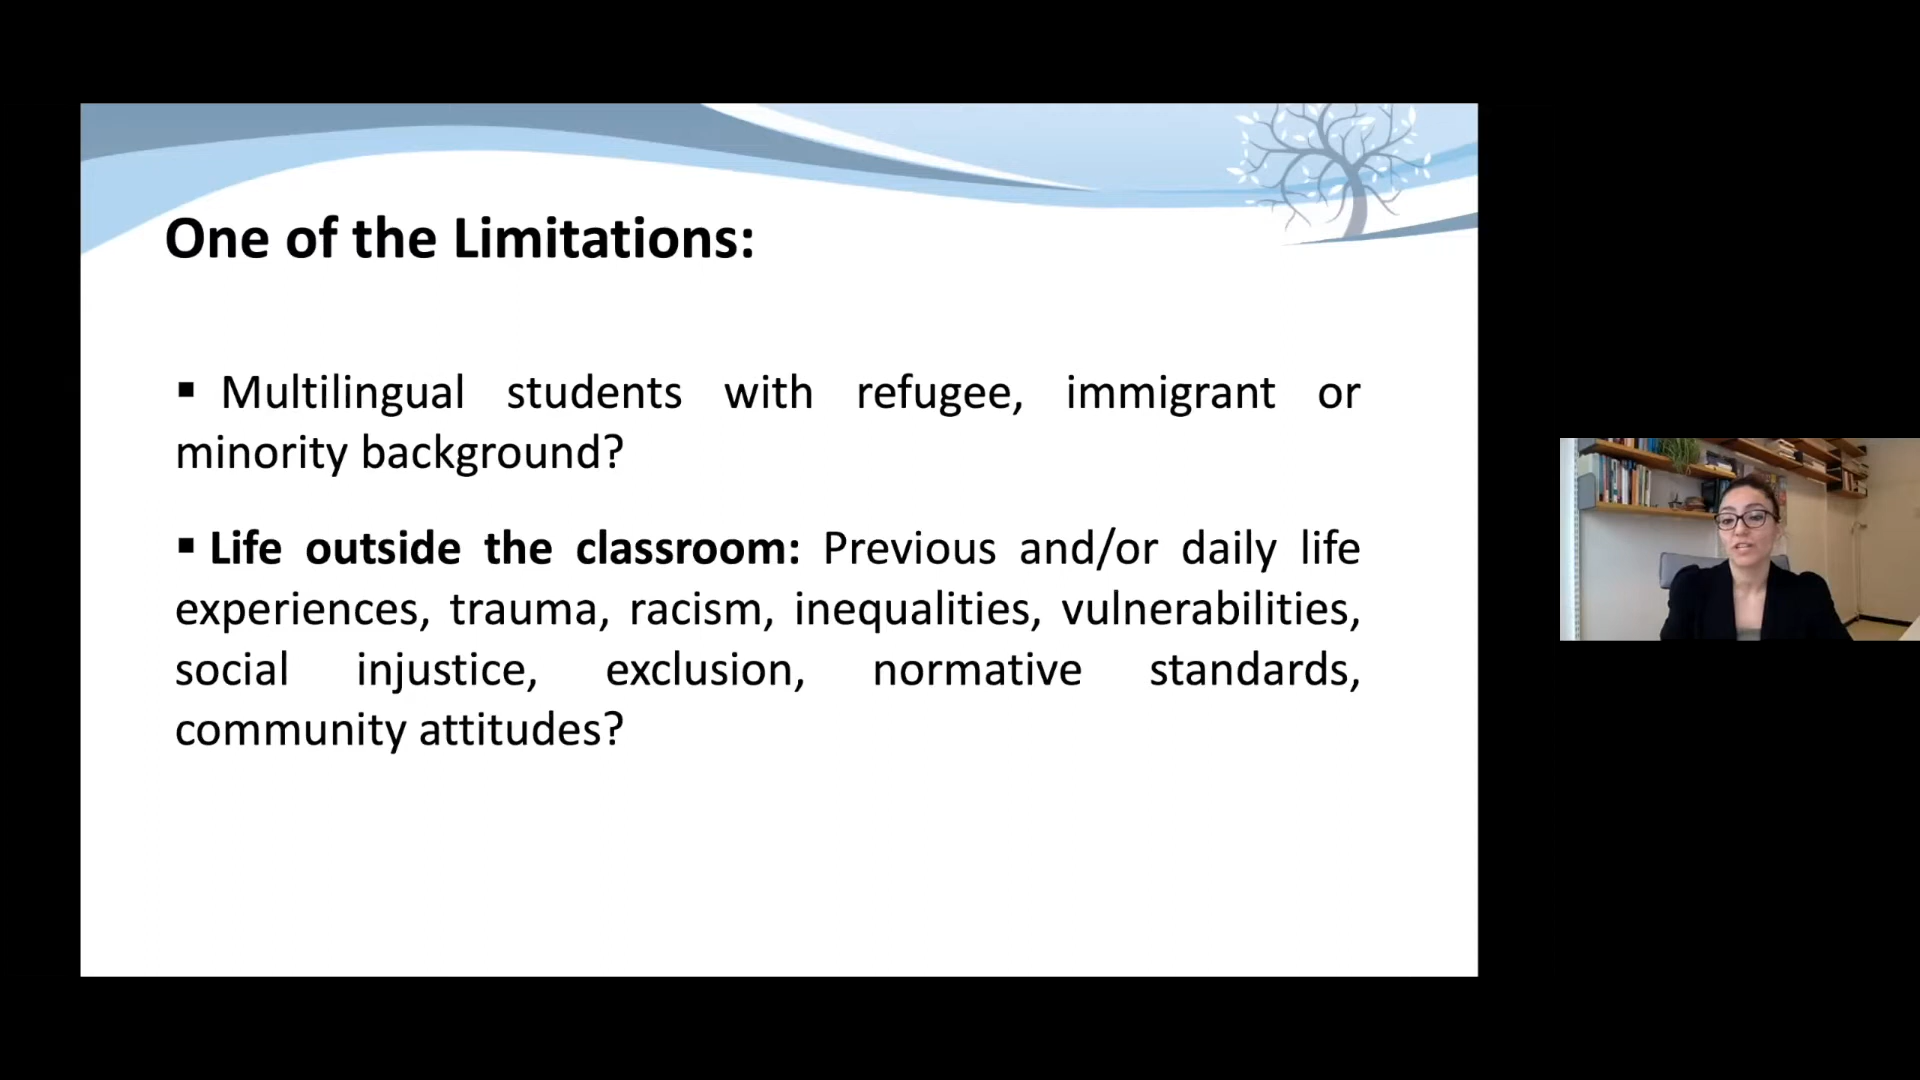 One of the Limitations:
▪ Multilingual students with refugee, immigrant or
minority background?
▪ Life outside the classroom: Previous and/or daily life
experiences, trauma, racism, inequalities, vulnerabilities,
social injustice, exclusion, normative standards,
community attitudes?